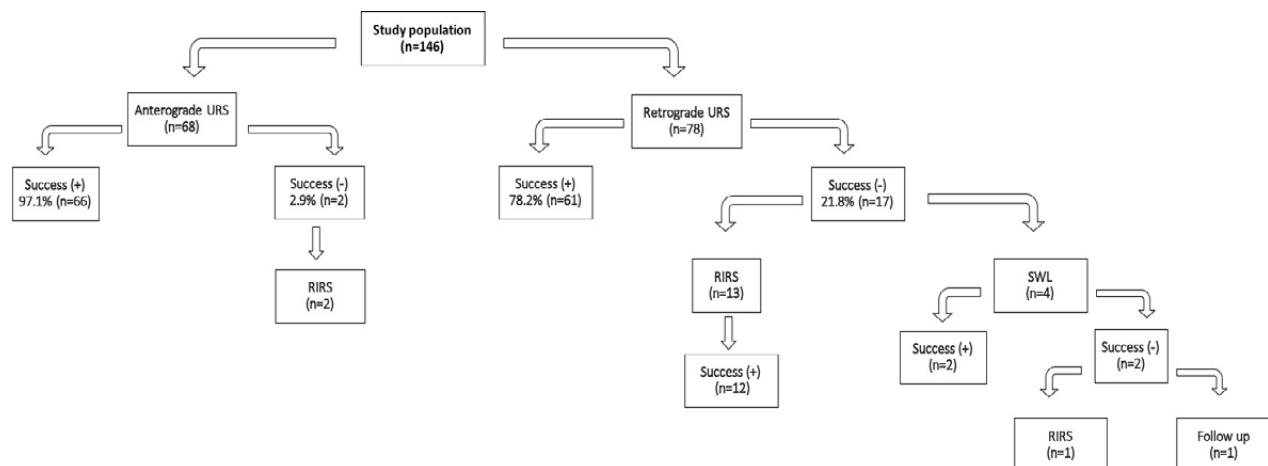 Study population
(n=146)
Anterograde URS
(n=68)
Retrograde URS
(n=78)
Success (+)
97.1% (n=66)
Success (-)
2.9% (n=2)
Success (+)
78.2% (n=61)
Success (-)
21.8% (n=17)
RIRS
(n=2)
RIRS
(n=13)
SWL
(n=4)
Success (+)
(n=12)
Success (+)
(n=2)
Success (-)
(n=2)
RIRS
(n=1)
Follow up
(n=1)